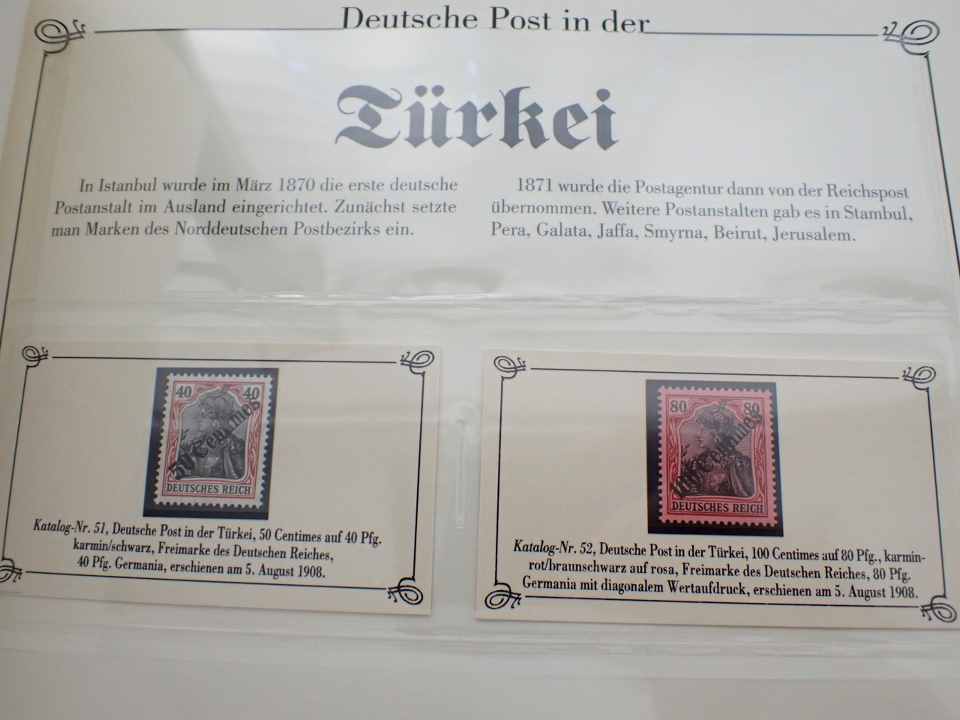 Deutsche Post in der
Türkei
In Istanbul wurde im März 1870 die erste deutsche
Postanstalt im Ausland eingerichtet. Zunächst setzte
man Marken des Norddeutschen Postbezirks ein.
1871 wurde die Postagentur dann von der Reichspost
übernommen. Weitere Postanstalten gab es in Stambul,
Pera, Galata, Jaffa, Smyrna, Beirut, Jerusalem.
40 40
50 Centimes
DEUTSCHES REICH
Katalog-Nr. 51, Deutsche Post in der Türkei, 50 Centimes auf 40 Pfg.
karmin/schwarz, Freimarke des Deutschen Reiches,
40 Pfg. Germania, erschienen am 5. August 1908.
80 80
100 Centimes
DEUTSCHES REICH
Katalog-Nr. 52, Deutsche Post in der Türkei, 100 Centimes auf 80 Pfg., karmin-
rot/braunschwarz auf rosa, Freimarke des Deutschen Reiches, 80 Pfg.
Germania mit diagonalem Wertaufdruck, erschienen am 5. August 1908.